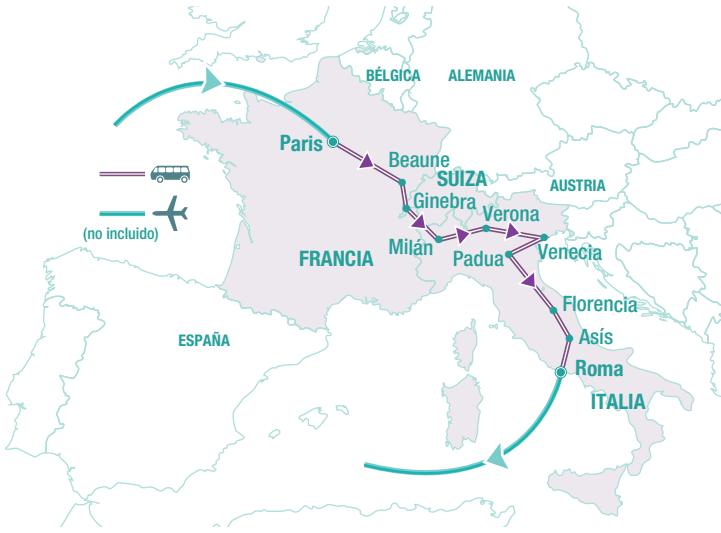 BÉLGICA
ALEMANIA
Paris
Beaune
SUIZA
AUSTRIA
Ginebra
Verona
(no incluido)
Milán
Venecia
FRANCIA
Padua
Florencia
ESPAÑA
Asís
Roma
ITALIA